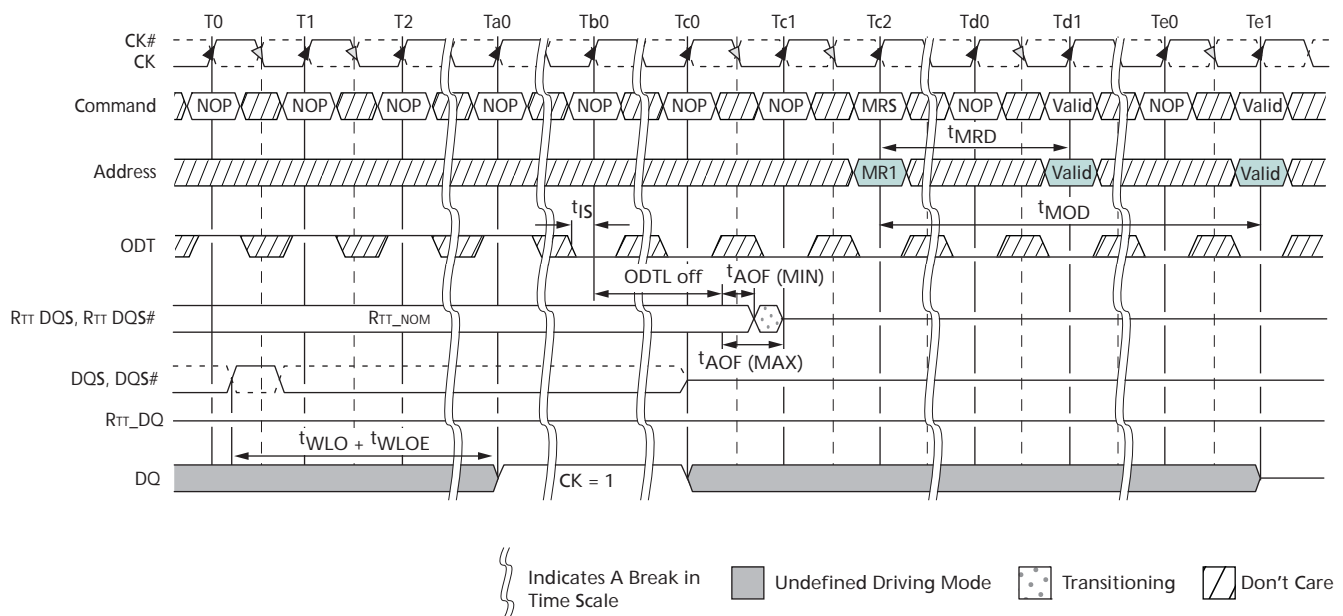 T0 T1 T2 Ta0 Tb0 Tc0 Tc1 Tc2 Td0 Td1 Te0 Te1
CK#
CK
Command NOP NOP NOP NOP NOP NOP NOP MRS NOP Valid NOP Valid
tMRD
Address MR1 Valid Valid
tIS tMOD
ODT
ODTL off tAOF (MIN)
RTT DQS, RTT DQS# RTT_NOM
tAOF (MAX)
DQS, DQS#
RTT_DQ
tWLO + tWLOE
DQ CK = 1
Indicates A Break in
Time Scale
Undefined Driving Mode Transitioning Don't Care